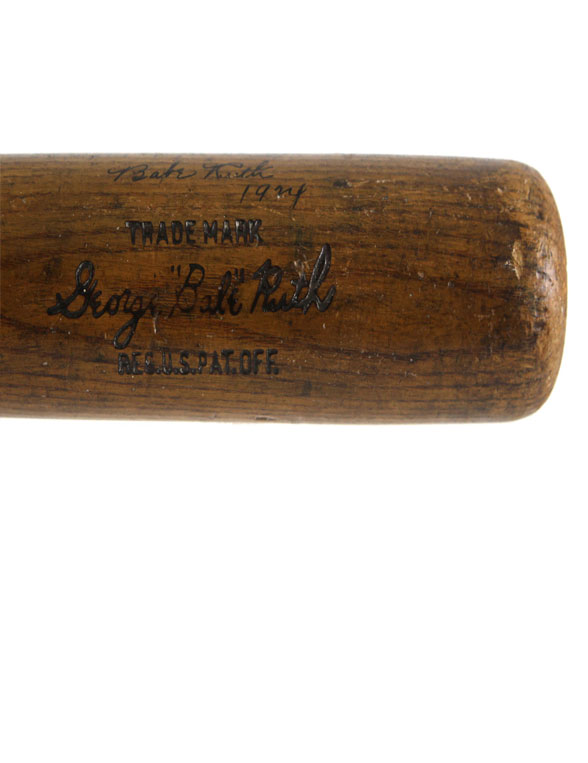 Babe Ruth
1924
TRADE MARK
George "Babe" Ruth
REG. U.S. PAT. OFF.